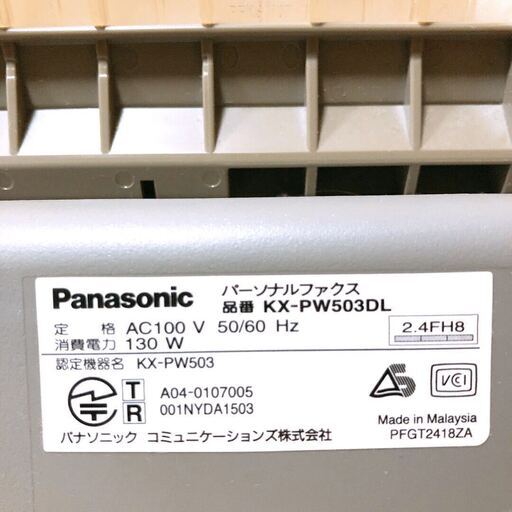 Panasonic
パーソナルファクス
品番 KX-PW503DL
定 格 AC100 V 50/60 Hz
消費電力 130 W
2.4FH8
認定機器名 KX-PW503
T A04-0107005
R 001NYDA1503
VCI
パナソニック コミュニケーションズ株式会社
Made in Malaysia
PFGT2418ZA